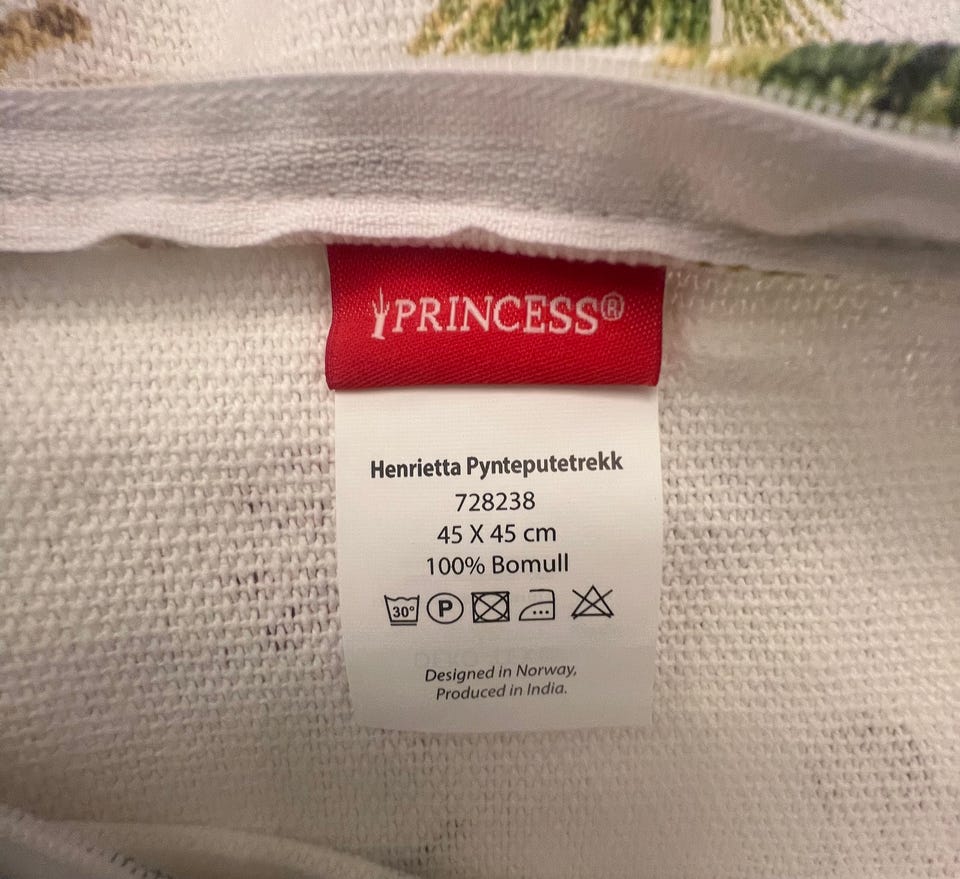 PRINCESS®
Henrietta Pynteputetrekk
728238
45 X 45 cm
100% Bomull
30° P
Designed in Norway,
Produced in India.